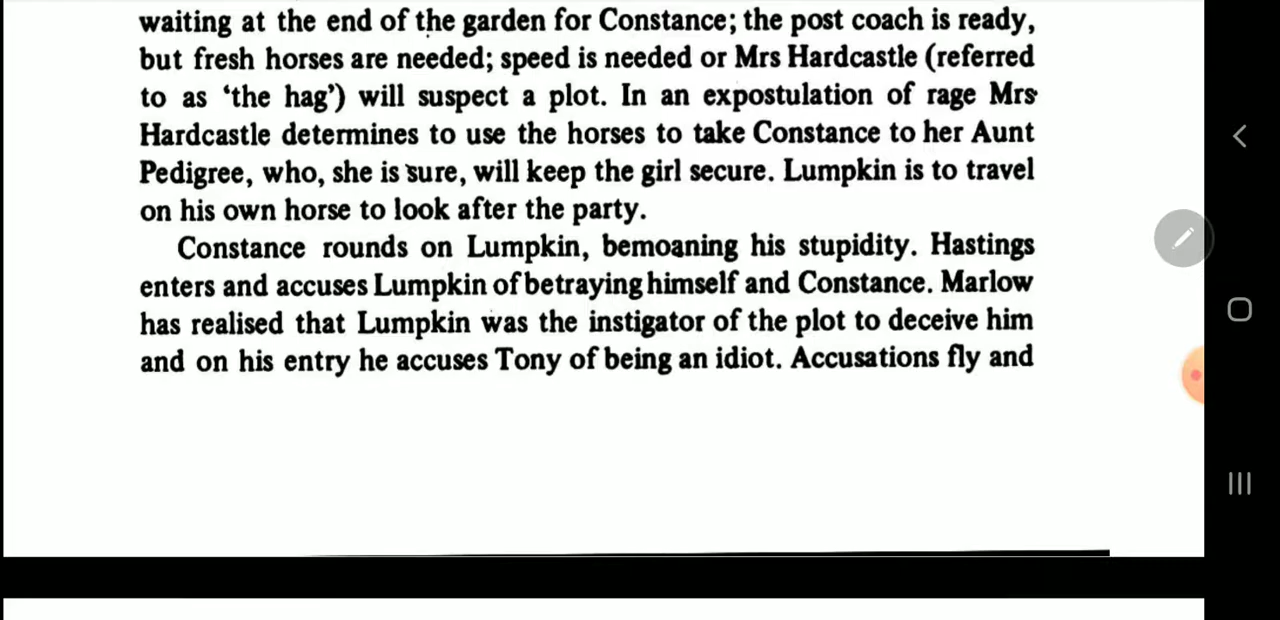 waiting at the end of the garden for Constance; the post coach is ready,
but fresh horses are needed; speed is needed or Mrs Hardcastle (referred
to as ‘the hag’) will suspect a plot. In an expostulation of rage Mrs
Hardcastle determines to use the horses to take Constance to her Aunt
Pedigree, who, she is sure, will keep the girl secure. Lumpkin is to travel
on his own horse to look after the party.
Constance rounds on Lumpkin, bemoaning his stupidity. Hastings
enters and accuses Lumpkin of betraying himself and Constance. Marlow
has realised that Lumpkin was the instigator of the plot to deceive him
and on his entry he accuses Tony of being an idiot. Accusations fly and